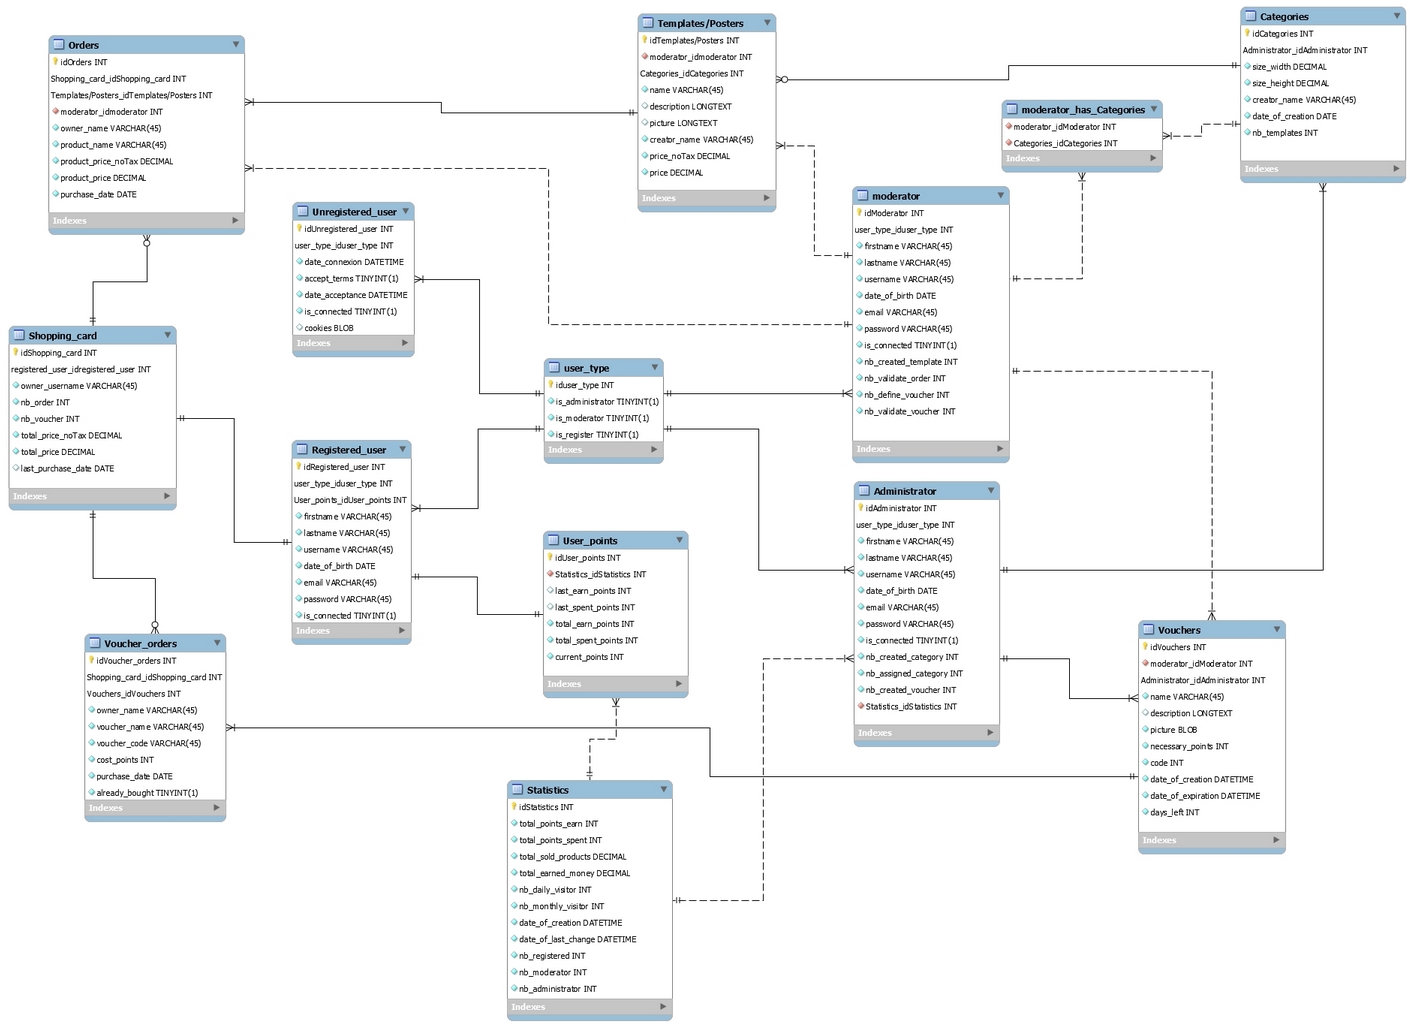 Orders
idOrders INT
Shopping_card_idShopping_card INT
Templates/Posters_idTemplates/Posters INT
moderator_idmoderator INT
owner_name VARCHAR(45)
product_name VARCHAR(45)
product_price_noTax DECIMAL
product_price DECIMAL
purchase_date DATE
Indexes
Templates/Posters
idTemplates/Posters INT
moderator_idmoderator INT
Categories_idCategories INT
name VARCHAR(45)
description LONGTEXT
picture LONGTEXT
creator_name VARCHAR(45)
price_noTax DECIMAL
price DECIMAL
Indexes
Categories
idCategories INT
Administrator_idAdministrator INT
size_width DECIMAL
size_height DECIMAL
creator_name VARCHAR(45)
date_of_creation DATE
nb_templates INT
Indexes
moderator_has_Categories
moderator_idModerator INT
Categories_idCategories INT
Indexes
Unregistered_user
idUnregistered_user INT
user_type_iduser_type INT
date_connexion DATETIME
accept_terms TINYINT(1)
date_acceptance DATETIME
is_connected TINYINT(1)
cookies BLOB
Indexes
moderator
idModerator INT
user_type_iduser_type INT
firstname VARCHAR(45)
lastname VARCHAR(45)
username VARCHAR(45)
date_of_birth DATE
email VARCHAR(45)
password VARCHAR(45)
is_connected TINYINT(1)
nb_created_template INT
nb_validate_order INT
nb_define_voucher INT
nb_validate_voucher INT
Indexes
Shopping_card
idShopping_card INT
registered_user_idregistered_user INT
owner_username VARCHAR(45)
nb_order INT
nb_voucher INT
total_price_noTax DECIMAL
total_price DECIMAL
last_purchase_date DATE
Indexes
user_type
iduser_type INT
is_administrator TINYINT(1)
is_moderator TINYINT(1)
is_register TINYINT(1)
Indexes
Registered_user
idRegistered_user INT
user_type_iduser_type INT
User_points_idUser_points INT
firstname VARCHAR(45)
lastname VARCHAR(45)
username VARCHAR(45)
date_of_birth DATE
email VARCHAR(45)
password VARCHAR(45)
is_connected TINYINT(1)
Indexes
Administrator
idAdministrator INT
user_type_iduser_type INT
firstname VARCHAR(45)
lastname VARCHAR(45)
username VARCHAR(45)
date_of_birth DATE
email VARCHAR(45)
password VARCHAR(45)
is_connected TINYINT(1)
nb_created_category INT
nb_assigned_category INT
nb_created_voucher INT
Statistics_idStatistics INT
Indexes
User_points
idUser_points INT
Statistics_idStatistics INT
last_earn_points INT
last_spent_points INT
total_earn_points INT
total_spent_points INT
current_points INT
Indexes
Voucher_orders
idVoucher_orders INT
Shopping_card_idShopping_card INT
Vouchers_idVouchers INT
owner_name VARCHAR(45)
voucher_name VARCHAR(45)
voucher_code VARCHAR(45)
cost_points INT
purchase_date DATE
already_bought TINYINT(1)
Indexes
Vouchers
idVouchers INT
moderator_idModerator INT
Administrator_idAdministrator INT
name VARCHAR(45)
description LONGTEXT
picture BLOB
necessary_points INT
code INT
date_of_creation DATETIME
date_of_expiration DATETIME
days_left INT
Indexes
Statistics
idStatistics INT
total_points_earn INT
total_points_spent INT
total_sold_products DECIMAL
total_earned_money DECIMAL
nb_daily_visitor INT
nb_monthly_visitor INT
date_of_creation DATETIME
date_of_last_change DATETIME
nb_registered INT
nb_moderator INT
nb_administrator INT
Indexes